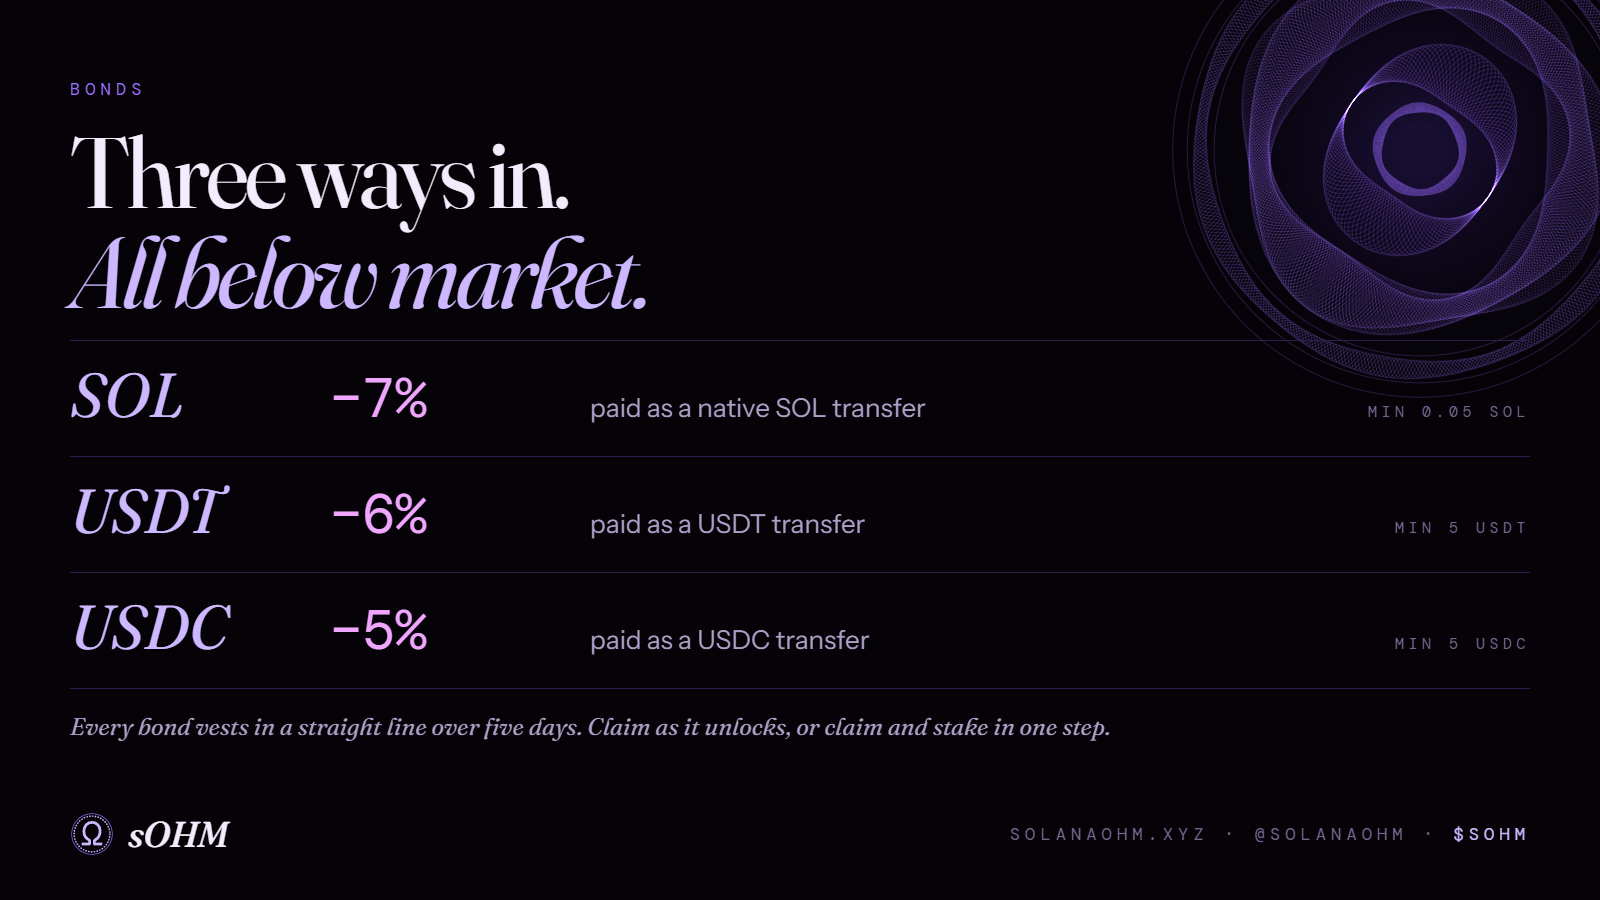 BONDS
Three ways in.
All below market.
SOL −7% paid as a native SOL transfer MIN 0.05 SOL
USDT −6% paid as a USDT transfer MIN 5 USDT
USDC −5% paid as a USDC transfer MIN 5 USDC
Every bond vests in a straight line over five days. Claim as it unlocks, or claim and stake in one step.
Ω sOHM SOLANAOHM.XYZ · @SOLANAOHM · $SOHM